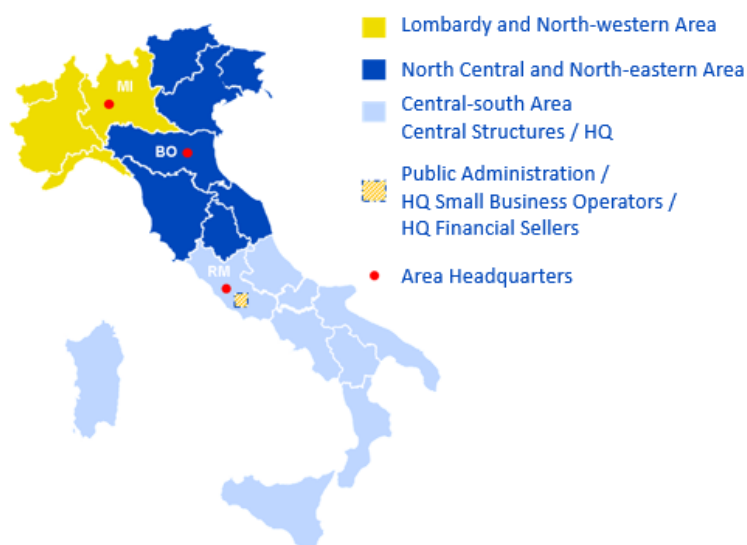 Lombardy and North-western Area
North Central and North-eastern Area
Central-south Area
Central Structures / HQ
Public Administration /
HQ Small Business Operators /
HQ Financial Sellers
Area Headquarters
MI
BO
RM